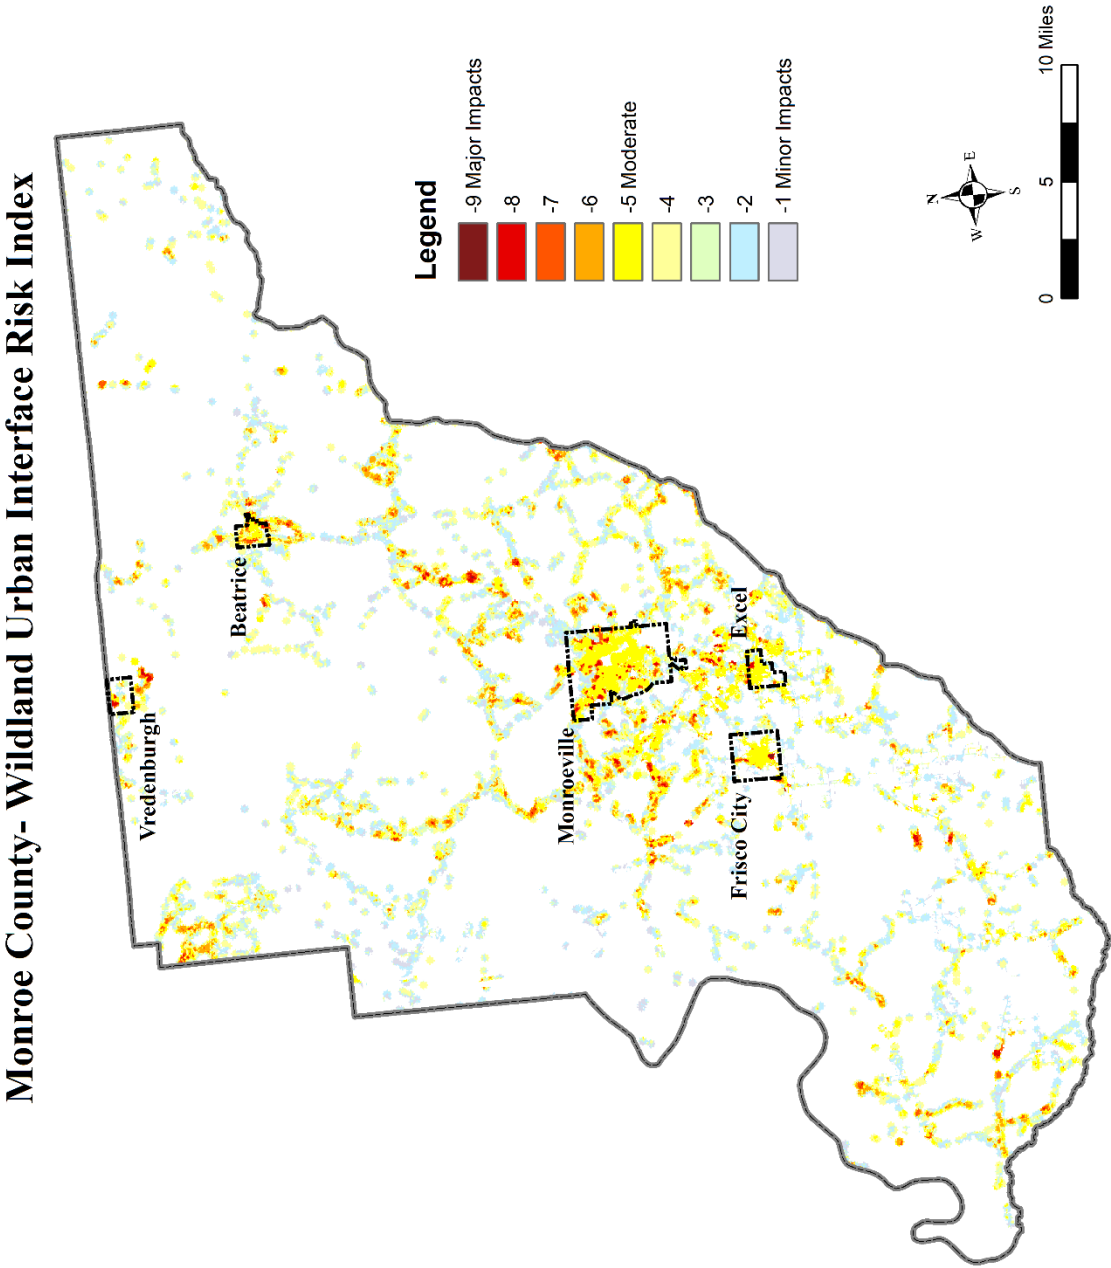 Monroe County- Wildland Urban Interface Risk Index
Vredenburgh
Beatrice
Monroeville
Frisco City
Excel
Legend
-9 Major Impacts
-8
-7
-6
-5 Moderate
-4
-3
-2
-1 Minor Impacts
N
W E
S
0 5 10 Miles